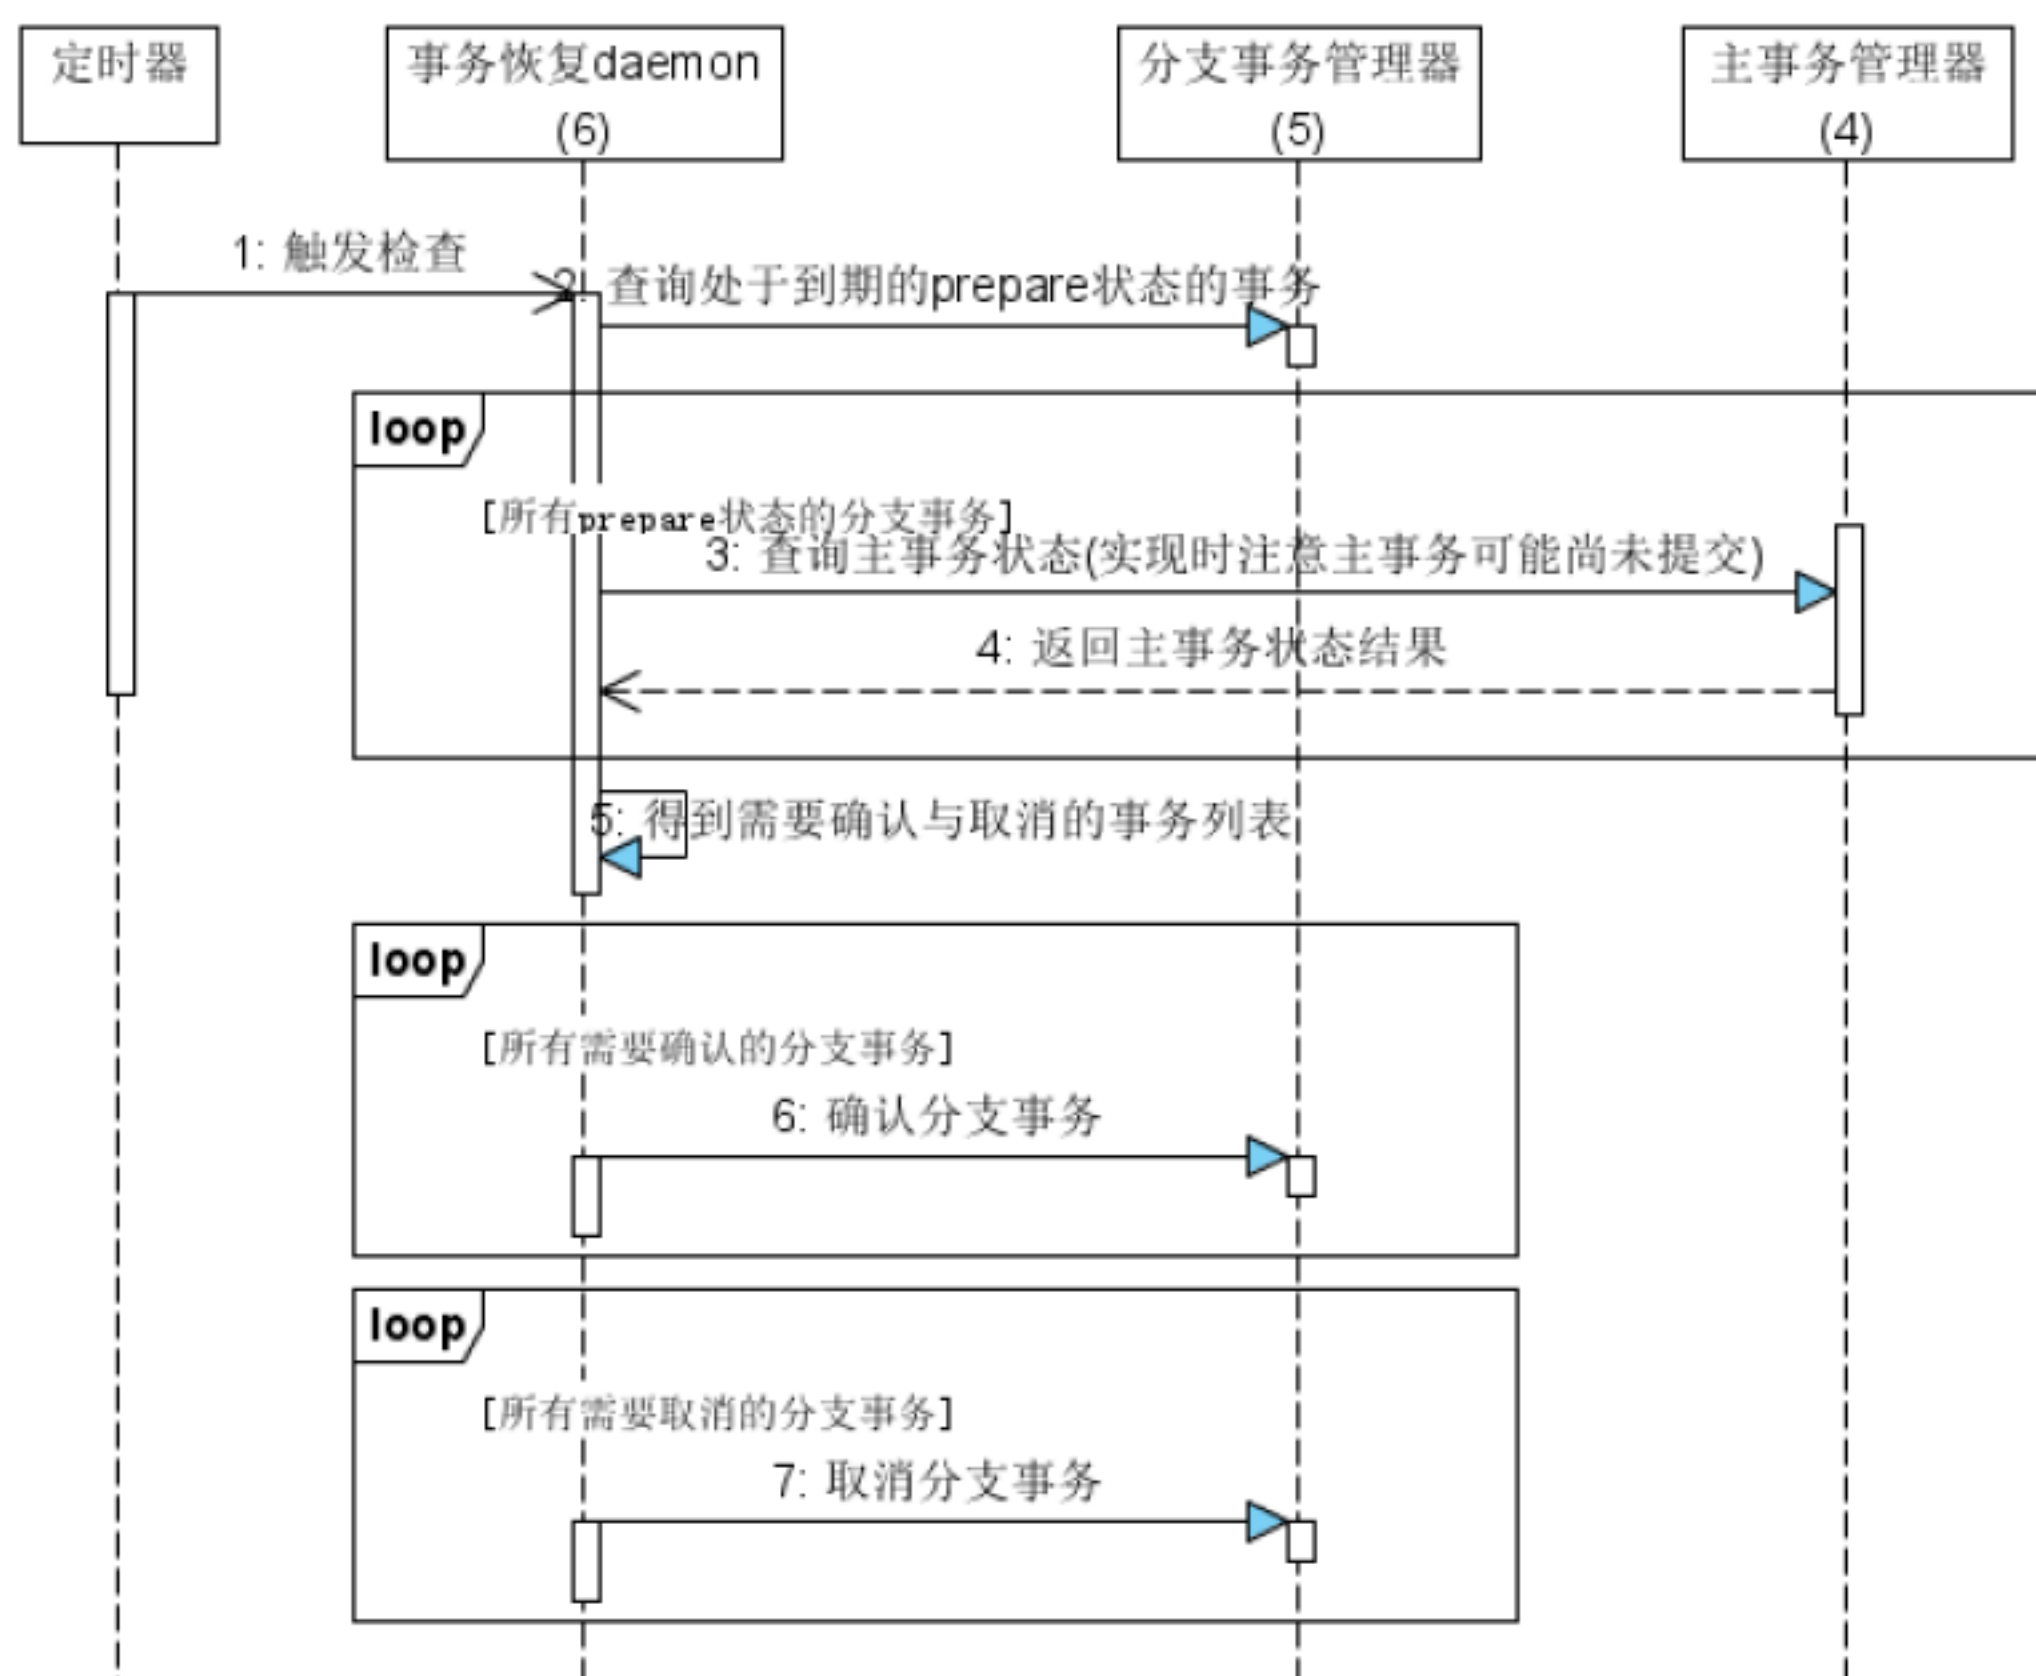 定时器
事务恢复daemon
(6)
分支事务管理器
(5)
主事务管理器
(4)
1: 触发检查
2: 查询处于到期的prepare状态的事务
loop
[所有prepare状态的分支事务]
3: 查询主事务状态(实现时注意主事务可能尚未提交)
4: 返回主事务状态结果
5: 得到需要确认与取消的事务列表
loop
[所有需要确认的分支事务]
6: 确认分支事务
loop
[所有需要取消的分支事务]
7: 取消分支事务